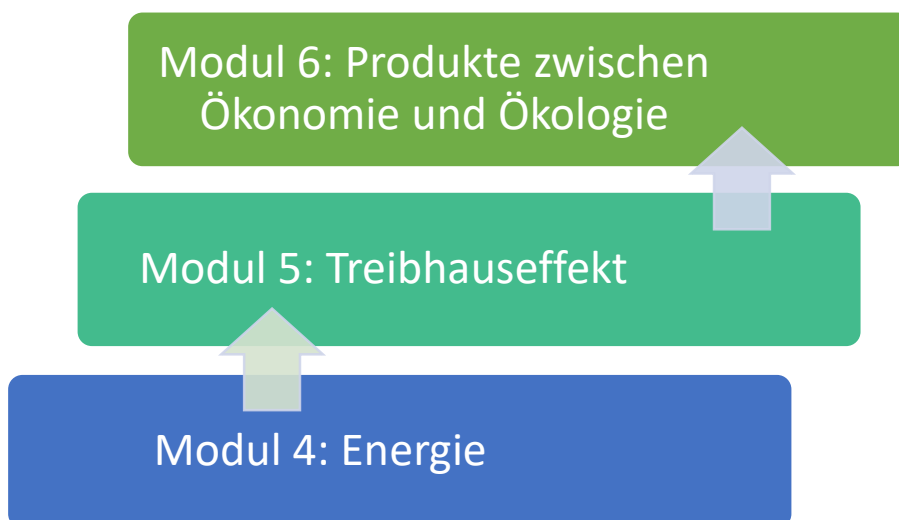 Modul 6: Produkte zwischen
Ökonomie und Ökologie
Modul 5: Treibhauseffekt
Modul 4: Energie